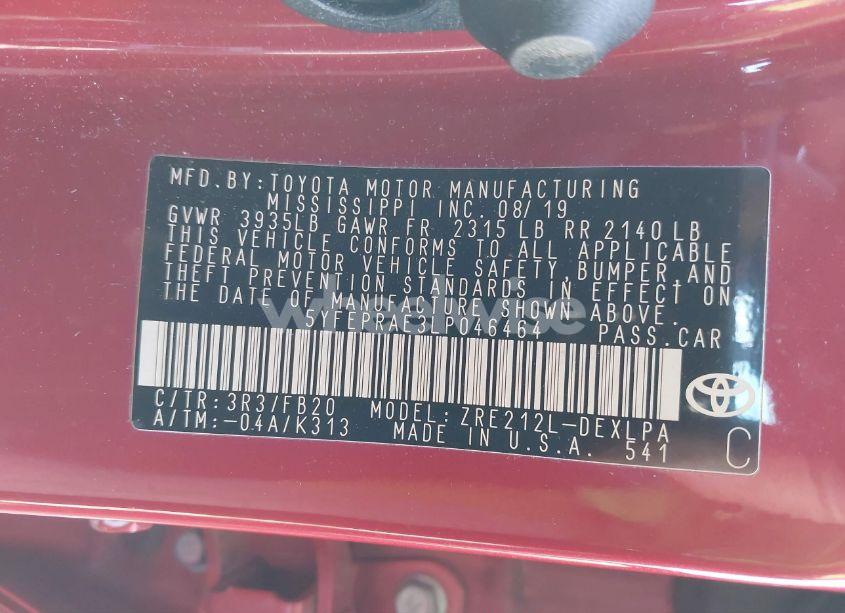 MFD.BY:TOYOTA MOTOR MANUFACTURING
MISSISSIPPI INC. 08/19
GVWR 3935LB GAWR FR 2315LB RR 2140LB
THIS VEHICLE CONFORMS TO ALL APPLICABLE
FEDERAL MOTOR VEHICLE SAFETY, BUMPER AND
THEFT PREVENTION STANDARDS IN EFFECT ON
THE DATE OF MANUFACTURE SHOWN ABOVE.
wheelwise
5YFEPRAE3LP046464 PASS.CAR
C/TR:3R3/FB20 MODEL:ZRE212L-DEXLPA
A/TM:-04A/K313 MADE IN U.S.A. 541
C